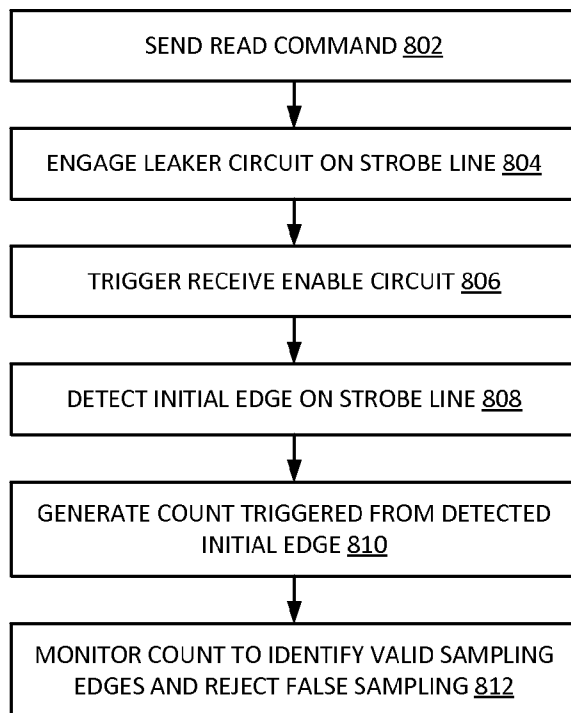 SEND READ COMMAND 802
ENGAGE LEAKER CIRCUIT ON STROBE LINE 804
TRIGGER RECEIVE ENABLE CIRCUIT 806
DETECT INITIAL EDGE ON STROBE LINE 808
GENERATE COUNT TRIGGERED FROM DETECTED
INITIAL EDGE 810
MONITOR COUNT TO IDENTIFY VALID SAMPLING
EDGES AND REJECT FALSE SAMPLING 812